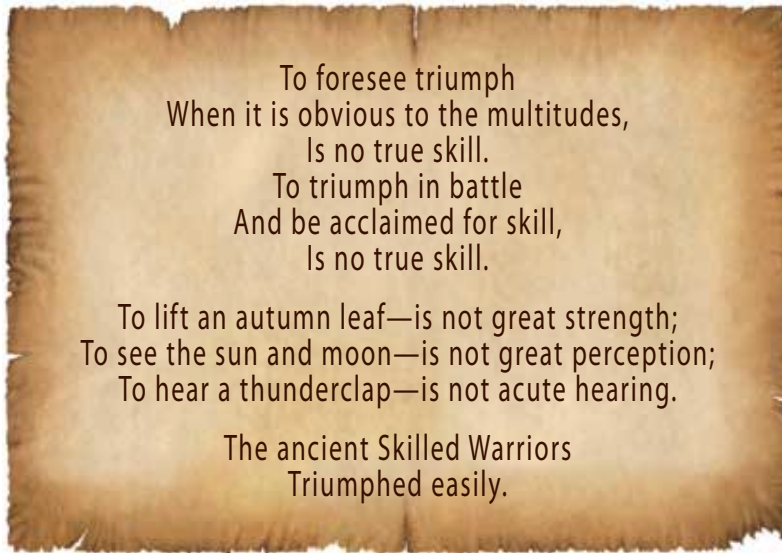 To foresee triumph
When it is obvious to the multitudes,
Is no true skill.
To triumph in battle
And be acclaimed for skill,
Is no true skill.
To lift an autumn leaf—is not great strength;
To see the sun and moon—is not great perception;
To hear a thunderclap—is not acute hearing.
The ancient Skilled Warriors
Triumphed easily.